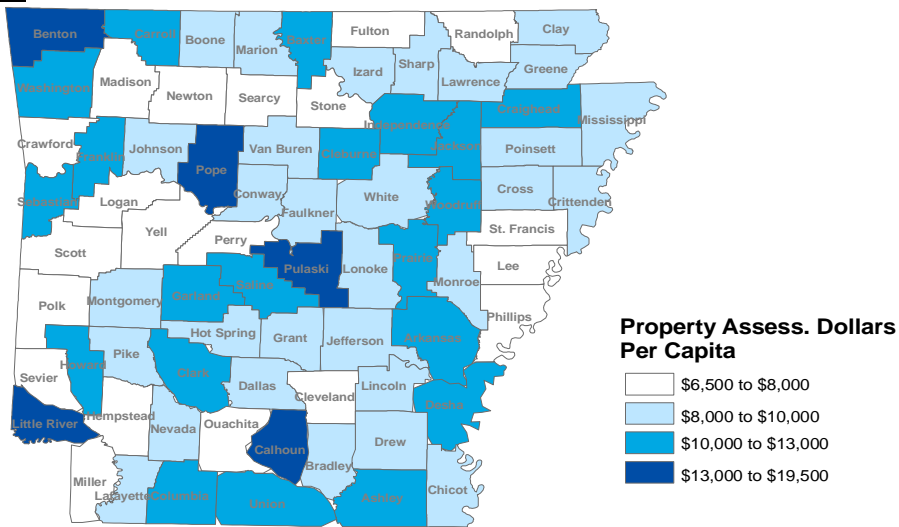 Benton
Carroll
Boone
Marion
Baxter
Fulton
Randolph
Clay
Izard
Sharp
Lawrence
Greene
Washington
Madison
Newton
Searcy
Stone
Independence
Craighead
Mississippi
Crawford
Franklin
Johnson
Pope
Van Buren
Cleburne
Jackson
Poinsett
Sebastian
Logan
Conway
Faulkner
White
Woodruff
Cross
Crittenden
Yell
Perry
St. Francis
Scott
Pulaski
Lonoke
Prairie
Lee
Monroe
Polk
Montgomery
Garland
Saline
Phillips
Hot Spring
Grant
Jefferson
Arkansas
Pike
Howard
Sevier
Clark
Dallas
Cleveland
Lincoln
Desha
Little River
Hempstead
Nevada
Ouachita
Calhoun
Drew
Bradley
Miller
Lafayette
Columbia
Union
Ashley
Chicot
Property Assess. Dollars
Per Capita
$6,500 to $8,000
$8,000 to $10,000
$10,000 to $13,000
$13,000 to $19,500